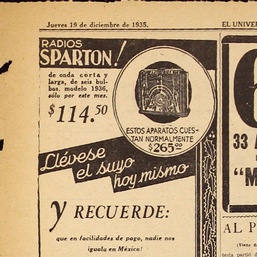 Jueves 19 de diciembre de 1935.
EL UNIVER
RADIOS
SPARTON!
de onda corta y
larga, de seis bul-
bos, modelo 1936,
sólo por este mes.
$114.50
ESTOS APARATOS CUES-
TAN NORMALMENTE
$265.00
Llévese
el suyo
hoy mismo
Y RECUERDE:
que en facilidades de pago, nadie nos
iguala en México!
33
"M
AL P
(Viene d